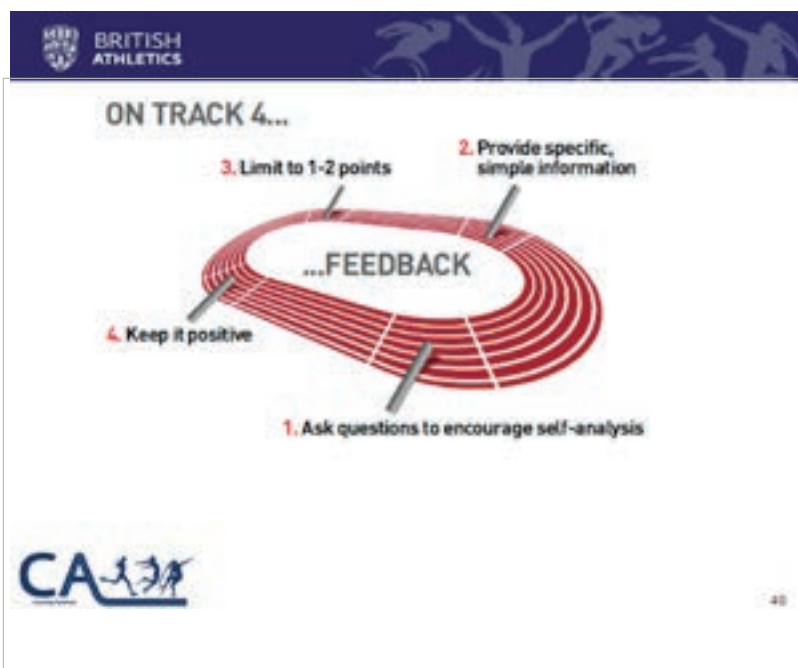 BRITISH
ATHLETICS
ON TRACK 4...
3. Limit to 1-2 points
2. Provide specific,
simple information
...FEEDBACK
4. Keep it positive
1. Ask questions to encourage self-analysis
CA
40